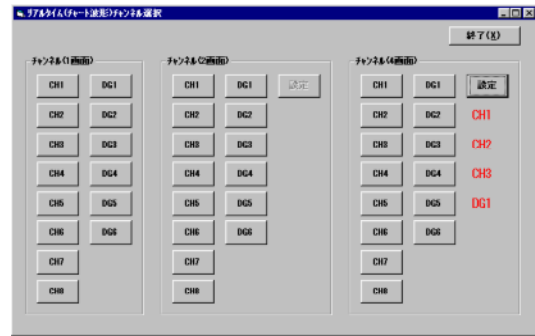 リアルタイム(チャート波形)チャンネル選択
終了(X)
チャンネル(1画面)
CH1 DG1
CH2 DG2
CH3 DG3
CH4 DG4
CH5 DG5
CH6 DG6
CH7
CH8
チャンネル(2画面)
CH1 DG1 設定
CH2 DG2
CH3 DG3
CH4 DG4
CH5 DG5
CH6 DG6
CH7
CH8
チャンネル(4画面)
CH1 DG1 設定
CH2 DG2 CH1
CH3 DG3 CH2
CH4 DG4 CH3
CH5 DG5 DG1
CH6 DG6
CH7
CH8